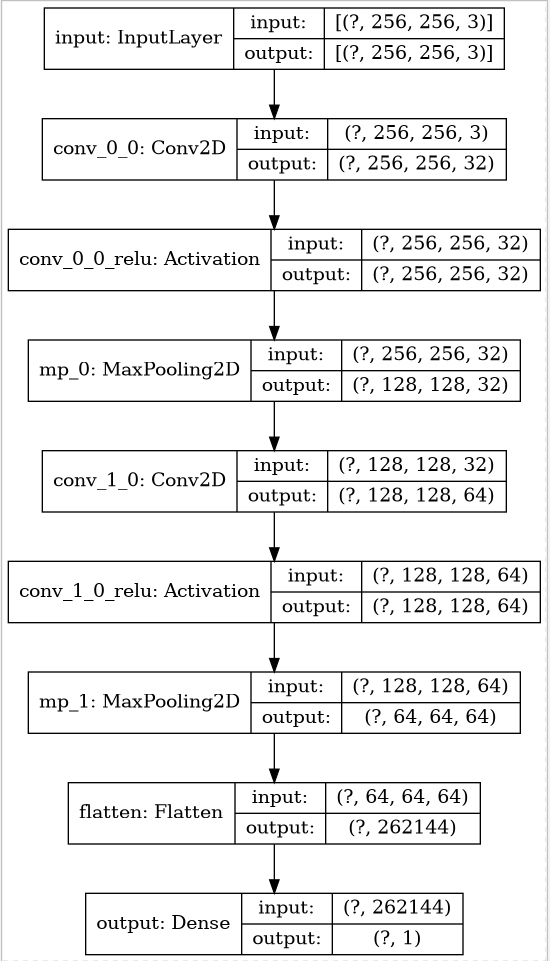 input: InputLayer
input: [(?, 256, 256, 3)]
output: [(?, 256, 256, 3)]
conv_0_0: Conv2D
input: (?, 256, 256, 3)
output: (?, 256, 256, 32)
conv_0_0_relu: Activation
input: (?, 256, 256, 32)
output: (?, 256, 256, 32)
mp_0: MaxPooling2D
input: (?, 256, 256, 32)
output: (?, 128, 128, 32)
conv_1_0: Conv2D
input: (?, 128, 128, 32)
output: (?, 128, 128, 64)
conv_1_0_relu: Activation
input: (?, 128, 128, 64)
output: (?, 128, 128, 64)
mp_1: MaxPooling2D
input: (?, 128, 128, 64)
output: (?, 64, 64, 64)
flatten: Flatten
input: (?, 64, 64, 64)
output: (?, 262144)
output: Dense
input: (?, 262144)
output: (?, 1)